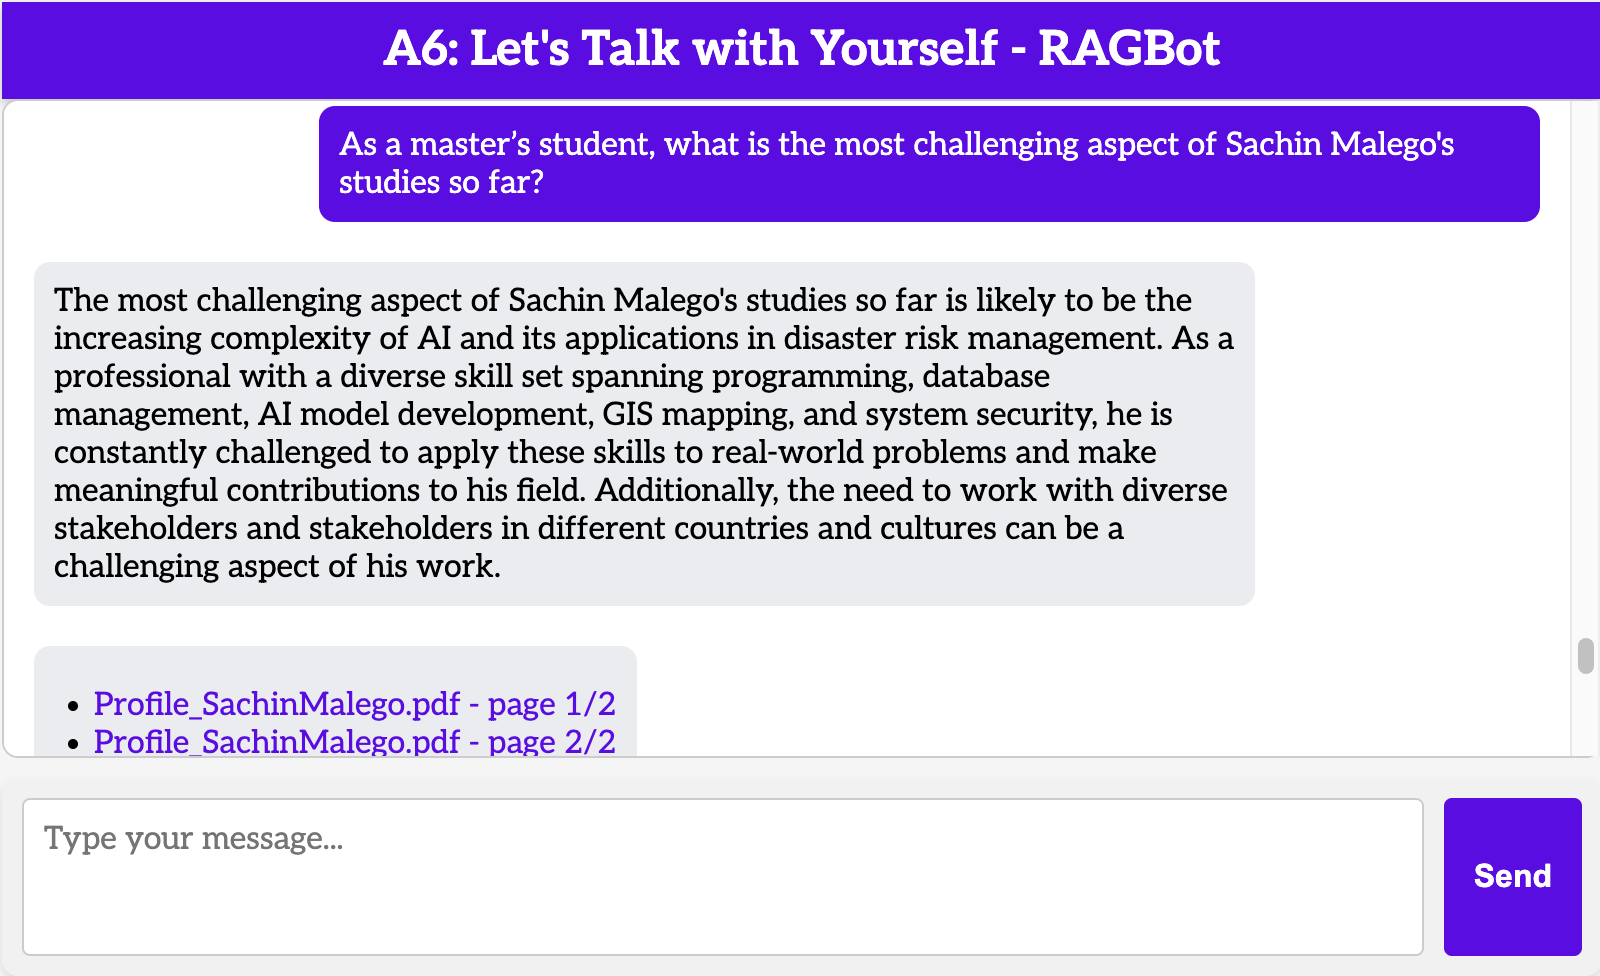 A6: Let's Talk with Yourself - RAGBot
As a master’s student, what is the most challenging aspect of Sachin Malego's
studies so far?
The most challenging aspect of Sachin Malego's studies so far is likely to be the
increasing complexity of AI and its applications in disaster risk management. As a
professional with a diverse skill set spanning programming, database
management, AI model development, GIS mapping, and system security, he is
constantly challenged to apply these skills to real-world problems and make
meaningful contributions to his field. Additionally, the need to work with diverse
stakeholders and stakeholders in different countries and cultures can be a
challenging aspect of his work.
Profile_SachinMalego.pdf - page 1/2
Profile_SachinMalego.pdf - page 2/2
Type your message...
Send